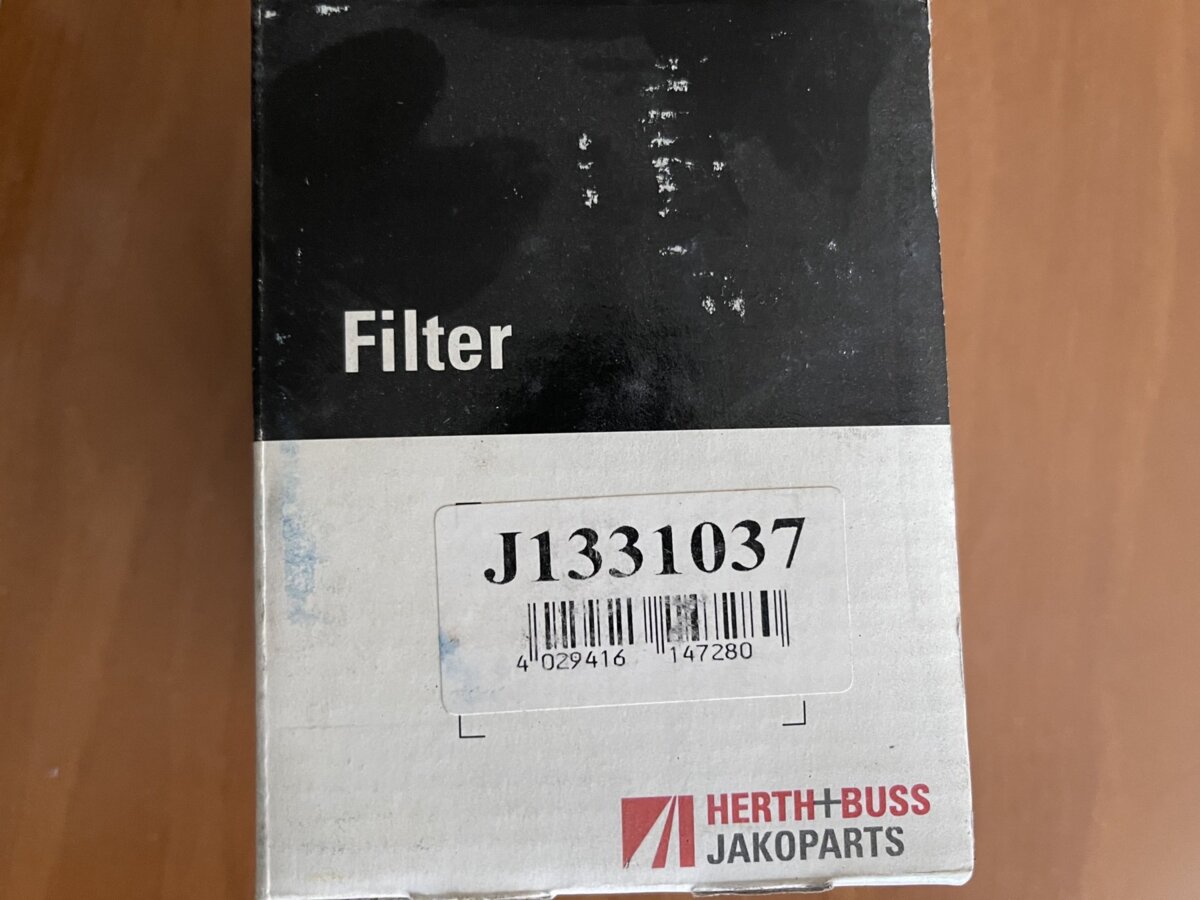 Filter
J1331037
4 029416 147280
HERTH+BUSS
JAKOPARTS